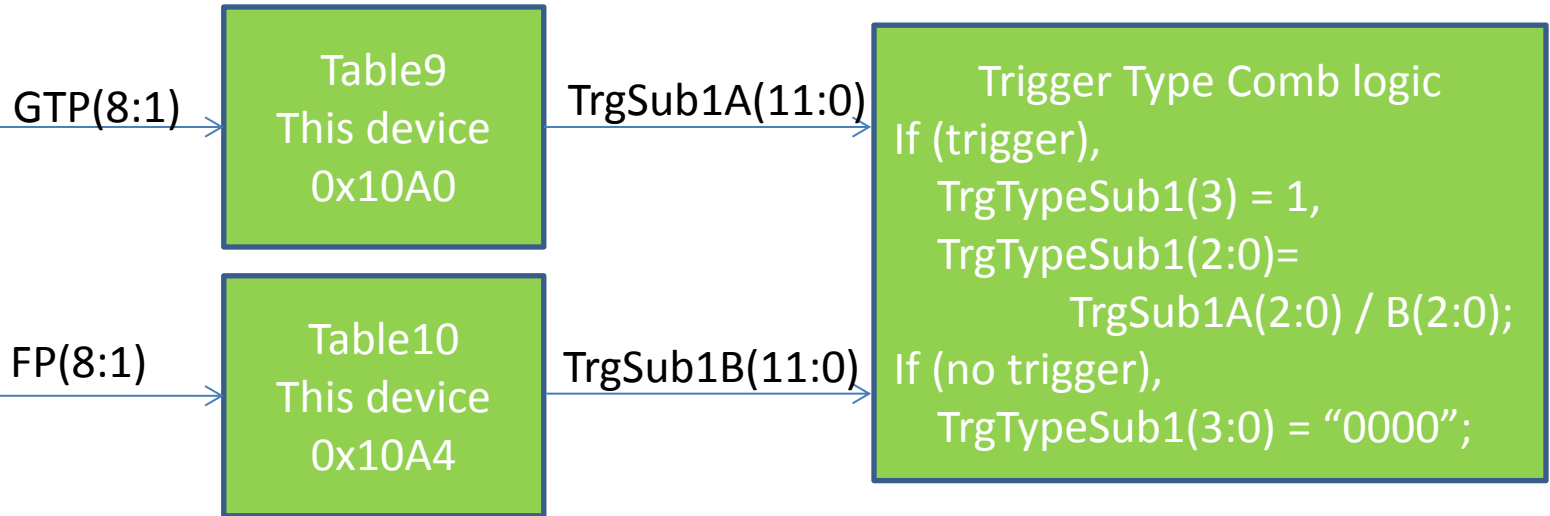 GTP(8:1)
Table9
This device
0x10A0
TrgSub1A(11:0)
FP(8:1)
Table10
This device
0x10A4
TrgSub1B(11:0)
Trigger Type Comb logic
If (trigger),
TrgTypeSub1(3) = 1,
TrgTypeSub1(2:0)=
TrgSub1A(2:0) / B(2:0);
If (no trigger),
TrgTypeSub1(3:0) = “0000”;